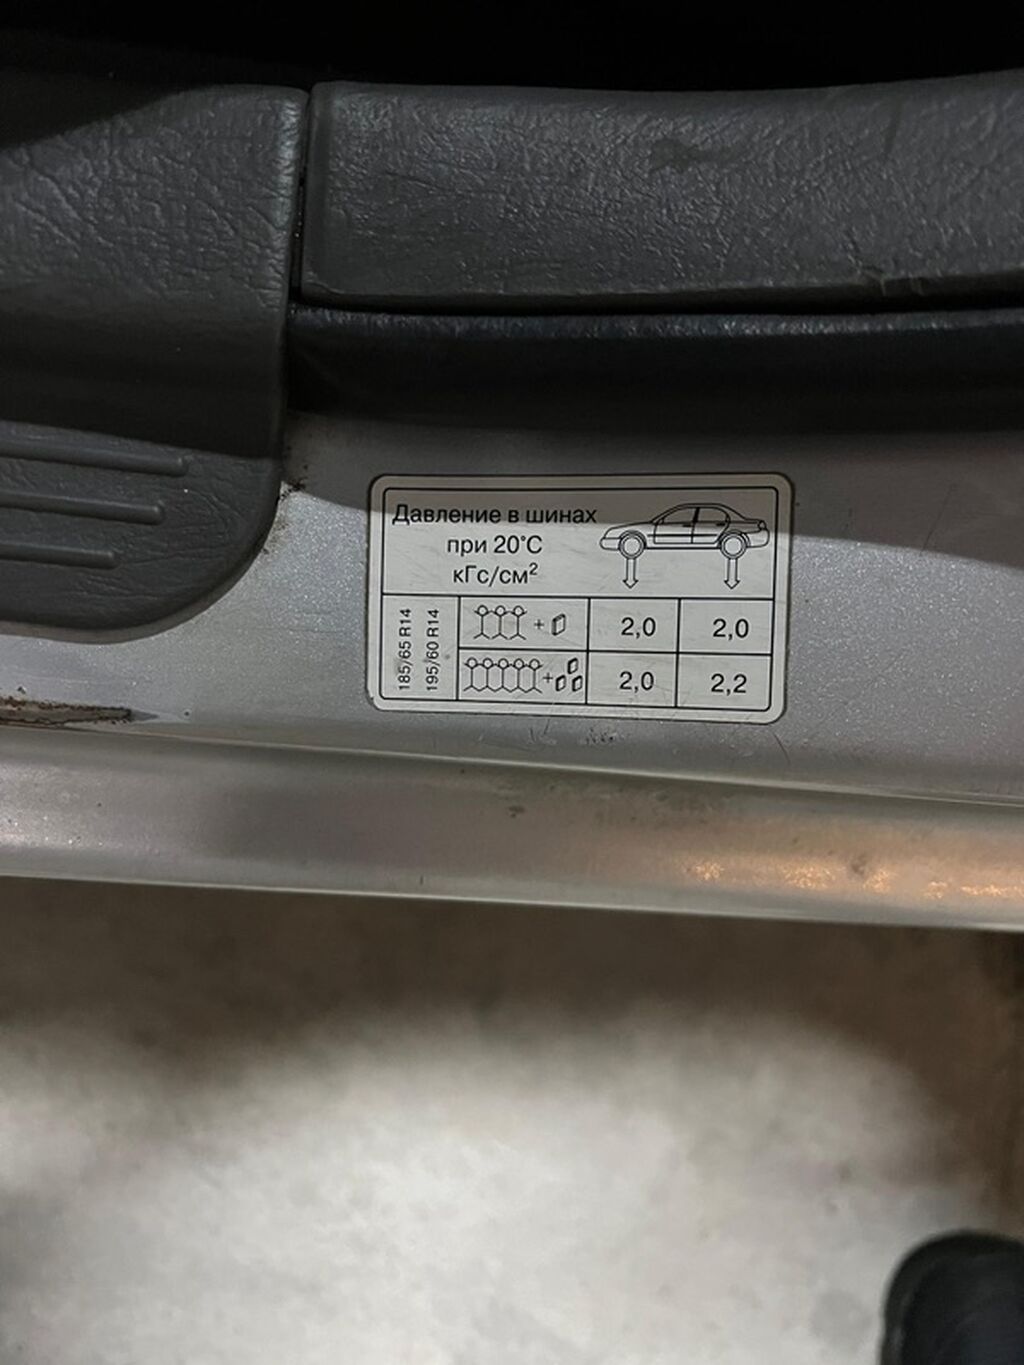 Давление в шинах
при 20°C
кГс/см²
185/65 R14
195/60 R14
+ 2,0 2,0
+ 2,0 2,2